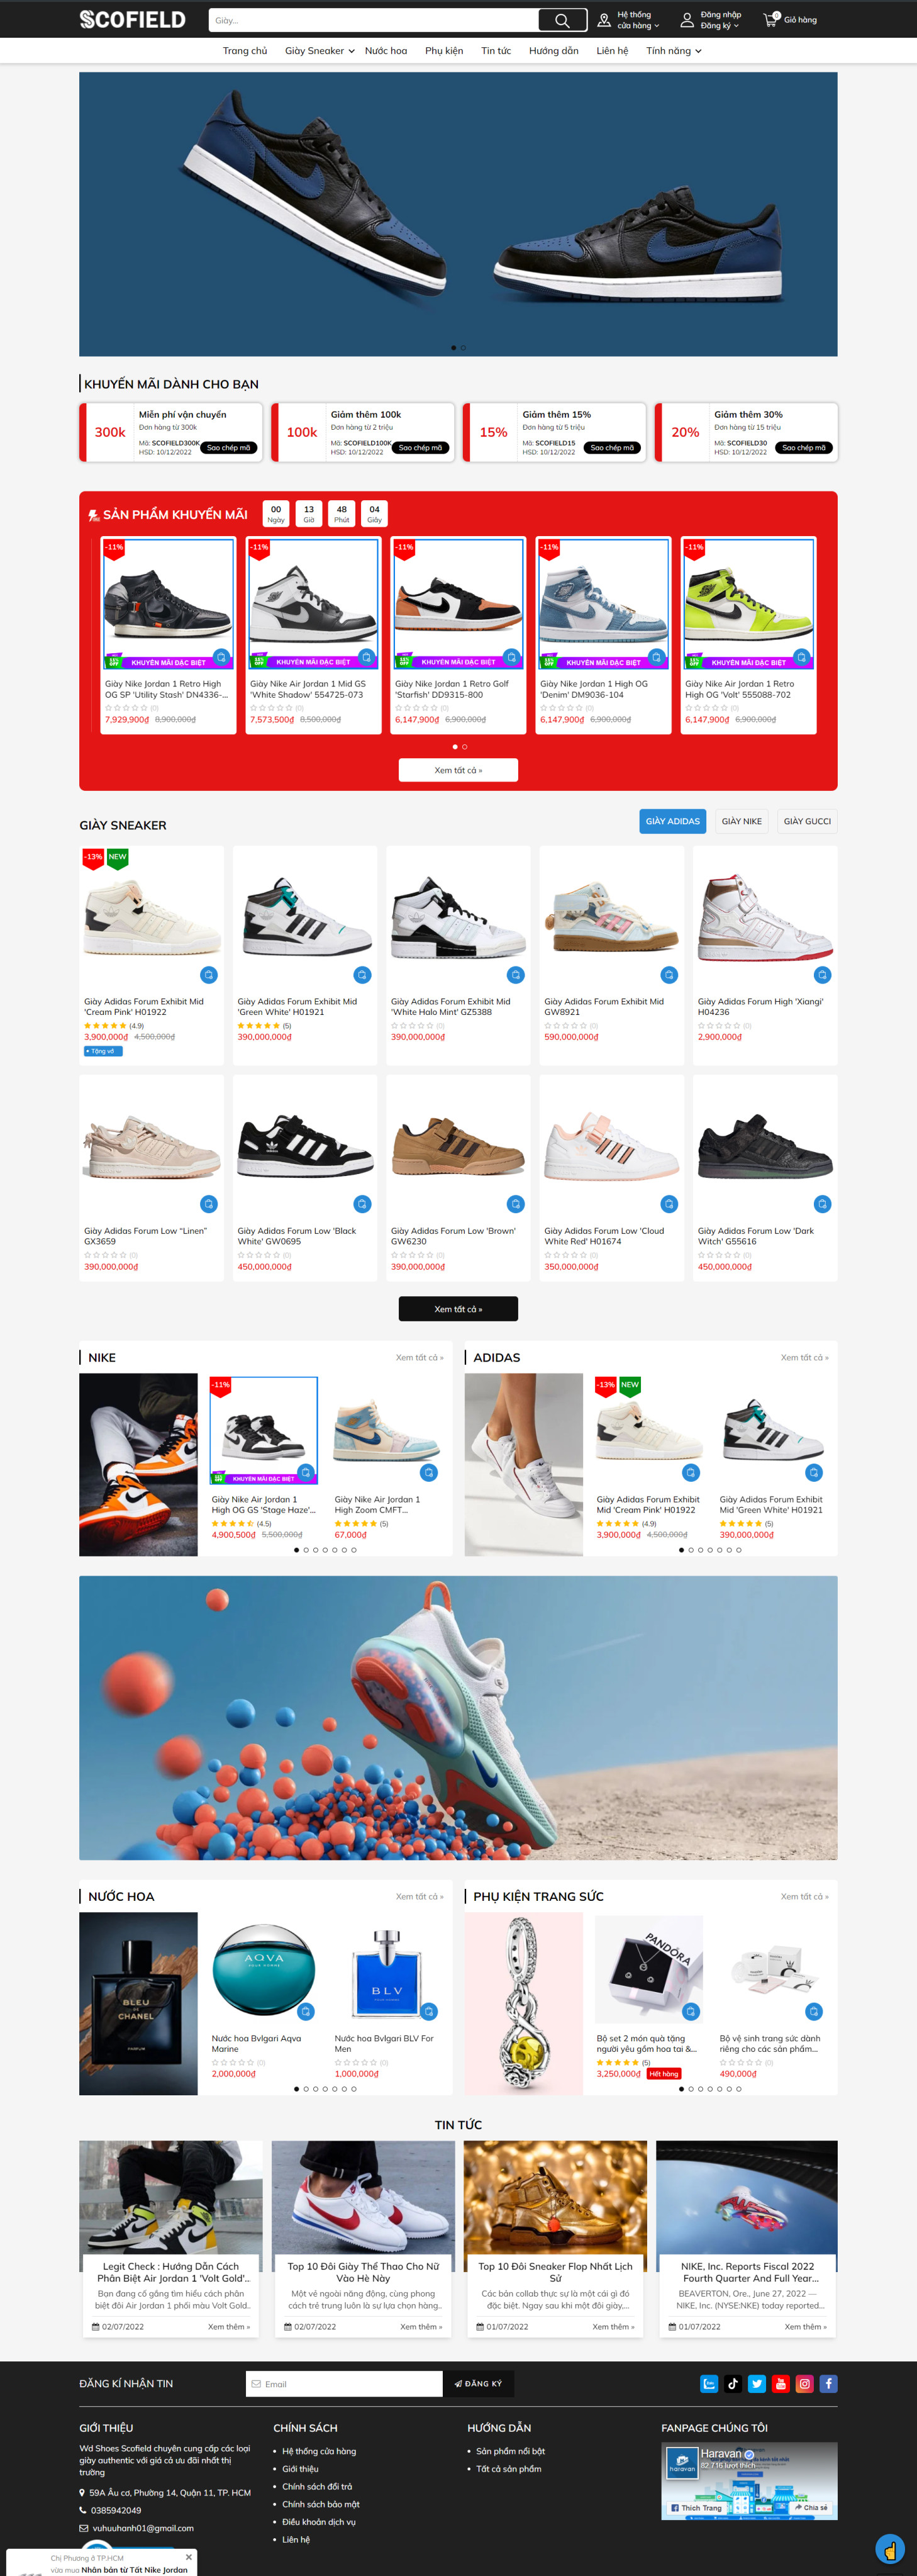 SCOFIELD
Giày...
Hệ thống
cửa hàng
Đăng nhập
Đăng ký
0
Giỏ hàng
Trang chủ
Giày Sneaker
Nước hoa
Phụ kiện
Tin tức
Hướng dẫn
Liên hệ
Tính năng
KHUYẾN MÃI DÀNH CHO BẠN
300k
Miễn phí vận chuyển
Đơn hàng từ 300k
Mã: SCOFIELD300K
HSD: 10/12/2022
Sao chép mã
100k
Giảm thêm 100k
Đơn hàng từ 2 triệu
Mã: SCOFIELD100K
HSD: 10/12/2022
Sao chép mã
15%
Giảm thêm 15%
Đơn hàng từ 5 triệu
Mã: SCOFIELD15
HSD: 10/12/2022
Sao chép mã
20%
Giảm thêm 30%
Đơn hàng từ 15 triệu
Mã: SCOFIELD30
HSD: 10/12/2022
Sao chép mã
SẢN PHẨM KHUYẾN MÃI
00 13 48 04
Ngày Giờ Phút Giây
-11% -11% -11% -11% -11%
KHUYẾN MÃI ĐẶC BIỆT
KHUYẾN MÃI ĐẶC BIỆT
KHUYẾN MÃI ĐẶC BIỆT
KHUYẾN MÃI ĐẶC BIỆT
KHUYẾN MÃI ĐẶC BIỆT
Giày Nike Jordan 1 Retro High
OG SP 'Utility Stash' DN4336-...
(0)
7,929,900₫ 8,900,000₫
Giày Nike Air Jordan 1 Mid GS
'White Shadow' 554725-073
(0)
7,573,500₫ 8,500,000₫
Giày Nike Jordan 1 Retro Golf
'Starfish' DD9315-800
(0)
6,147,900₫ 6,900,000₫
Giày Nike Jordan 1 High OG
'Denim' DM9036-104
(0)
6,147,900₫ 6,900,000₫
Giày Nike Air Jordan 1 Retro
High OG 'Volt' 555088-702
(0)
6,147,900₫ 6,900,000₫
Xem tất cả »
GIÀY SNEAKER
GIÀY ADIDAS
GIÀY NIKE
GIÀY GUCCI
-13% NEW
Giày Adidas Forum Exhibit Mid
'Cream Pink' H01922
(4.9)
3,900,000₫ 4,500,000₫
• Tặng vớ
Giày Adidas Forum Exhibit Mid
'Green White' H01921
(5)
390,000,000₫
Giày Adidas Forum Exhibit Mid
'White Halo Mint' GZ5388
(0)
390,000,000₫
Giày Adidas Forum Exhibit Mid
GW8921
(0)
590,000,000₫
Giày Adidas Forum High 'Xiangi'
H04236
(0)
2,900,000₫
Giày Adidas Forum Low “Linen”
GX3659
(0)
390,000,000₫
Giày Adidas Forum Low 'Black
White' GW0695
(0)
450,000,000₫
Giày Adidas Forum Low 'Brown'
GW6230
(0)
390,000,000₫
Giày Adidas Forum Low 'Cloud
White Red' H01674
(0)
350,000,000₫
Giày Adidas Forum Low 'Dark
Witch' G55616
(0)
450,000,000₫
Xem tất cả »
NIKE
Xem tất cả »
-11%
KHUYẾN MÃI ĐẶC BIỆT
Giày Nike Air Jordan 1
High OG GS 'Stage Haze'...
(4.5)
4,900,500₫ 5,500,000₫
Giày Nike Air Jordan 1
High Zoom CMFT...
(5)
67,000₫
ADIDAS
Xem tất cả »
-13% NEW
Giày Adidas Forum Exhibit
Mid 'Cream Pink' H01922
(4.9)
3,900,000₫ 4,500,000₫
Giày Adidas Forum Exhibit
Mid 'Green White' H01921
(5)
390,000,000₫
NƯỚC HOA
Xem tất cả »
BLEU
DE
CHANEL
PARFUM
AQVA
POUR HOMME
Nước hoa Bvlgari Aqva
Marine
(0)
2,000,000₫
BLV
Nước hoa Bvlgari BLV For
Men
(0)
1,000,000₫
PHỤ KIỆN TRANG SỨC
Xem tất cả »
PANDÖRA
Bộ set 2 món quà tặng
người yêu gồm hoa tai &...
(5)
3,250,000₫ Hết hàng
Bộ vệ sinh trang sức dành
riêng cho các sản phẩm...
(0)
490,000₫
TIN TỨC
Legit Check : Hướng Dẫn Cách
Phân Biệt Air Jordan 1 'Volt Gold'...
Bạn đang cố gắng tìm hiểu cách phân
biệt đôi Air Jordan 1 phối màu Volt Gold..
02/07/2022
Xem thêm »
Top 10 Đôi Giày Thể Thao Cho Nữ
Vào Hè Này
Một vẻ ngoài năng động, cùng phong
cách trẻ trung luôn là sự lựa chọn hàng..
02/07/2022
Xem thêm »
Top 10 Đôi Sneaker Flop Nhất Lịch
Sử
Các bản collab thực sự là một cái gì đó
đặc biệt. Ngay sau khi một đôi giày,...
01/07/2022
Xem thêm »
NIKE, Inc. Reports Fiscal 2022
Fourth Quarter And Full Year...
BEAVERTON, Ore., June 27, 2022 —
NIKE, Inc. (NYSE:NKE) today reported...
01/07/2022
Xem thêm »
ĐĂNG KÍ NHẬN TIN
Email
ĐĂNG KÝ
GIỚI THIỆU
Wd Shoes Scofield chuyên cung cấp các loại
giày authentic với giá cả ưu đãi nhất thị
trường
59A Âu cơ, Phường 14, Quận 11, TP. HCM
0385942049
vuhuuhanh01@gmail.com
CHÍNH SÁCH
• Hệ thống cửa hàng
• Giới thiệu
• Chính sách đổi trả
• Chính sách bảo mật
• Điều khoản dịch vụ
• Liên hệ
HƯỚNG DẪN
• Sản phẩm nổi bật
• Tất cả sản phẩm
FANPAGE CHÚNG TÔI
Haravan
82.716 lượt thích
haravan
Thích Trang
Chia sẻ
Chị Phương ở TP.HCM
vừa mua Nhân bản từ Tất Nike Jordan